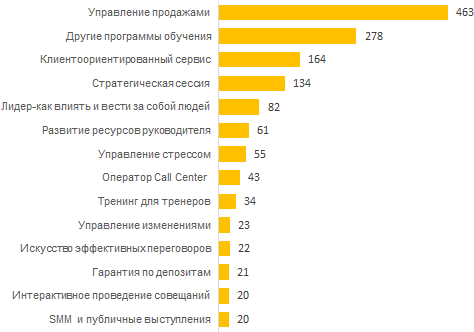 Управление продажами 463
Другие программы обучения 278
Клиентоориентированный сервис 164
Стратегическая сессия 134
Лидер-как влиять и вести за собой людей 82
Развитие ресурсов руководителя 61
Управление стрессом 55
Оператор Call Center 43
Тренинг для тренеров 34
Управление изменениями 23
Искусство эффективных переговоров 22
Гарантия по депозитам 21
Интерактивное проведение совещаний 20
SMM и публичные выступления 20